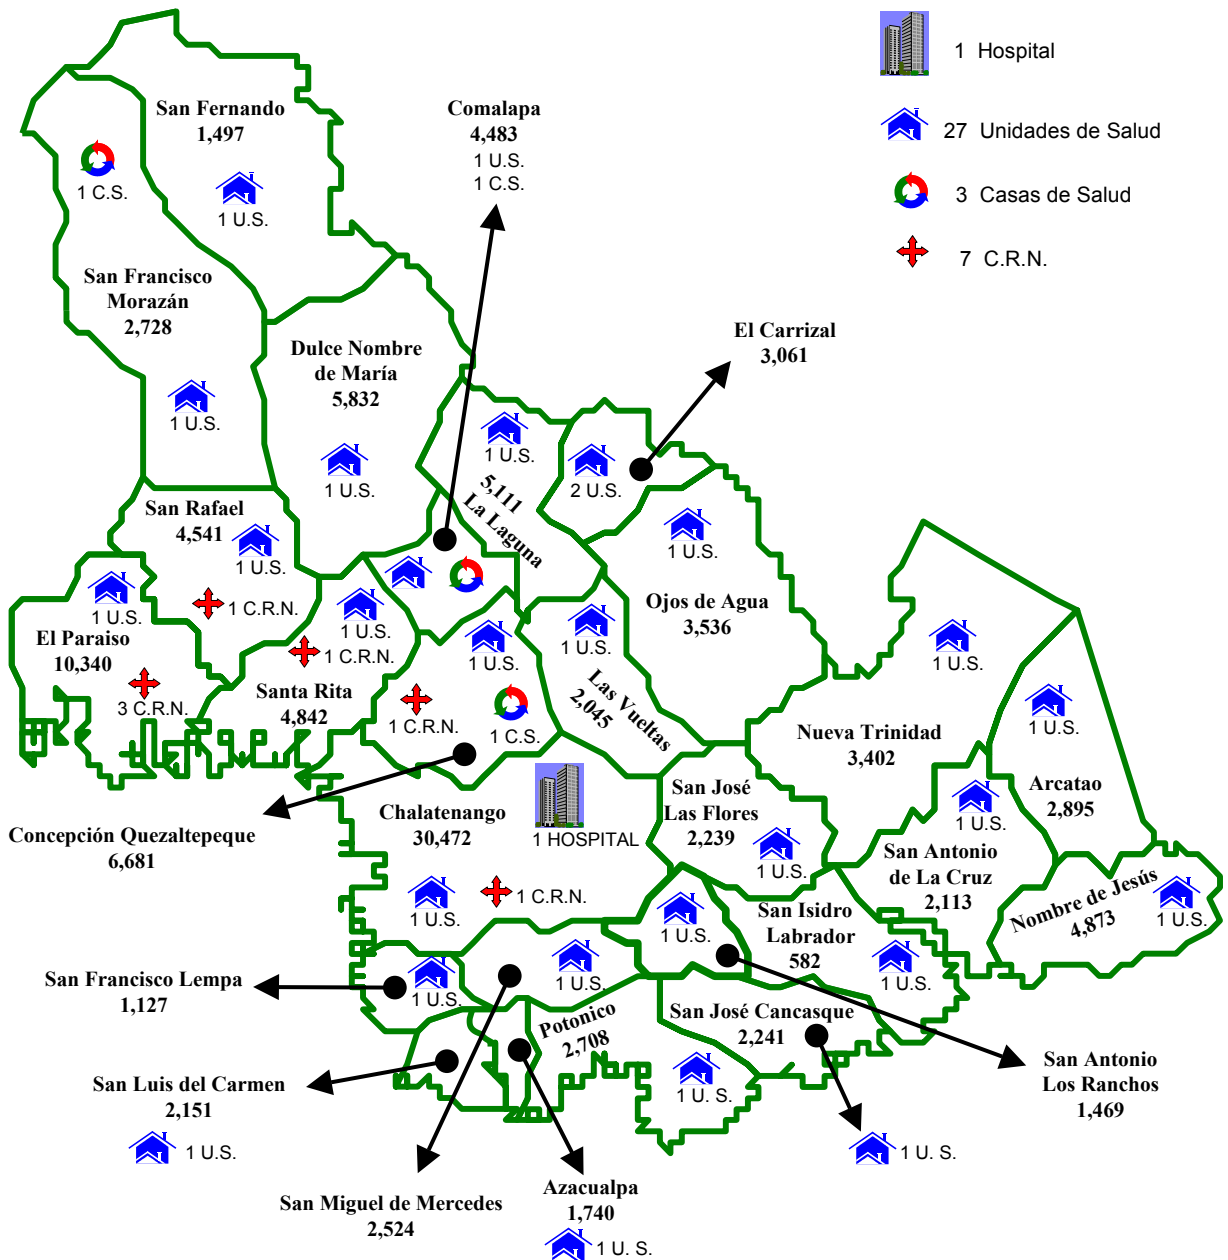 1 Hospital
27 Unidades de Salud
3 Casas de Salud
7 C.R.N.
San Fernando
1,497
1 U.S.
1 C.S.
San Francisco
Morazán
2,728
1 U.S.
Comalapa
4,483
1 U.S.
1 C.S.
Dulce Nombre
de María
5,832
1 U.S.
El Carrizal
3,061
2 U.S.
1 U.S.
5,111
La Laguna
San Rafael
4,541
1 U.S.
1 C.R.N.
1 U.S.
El Paraiso
10,340
3 C.R.N.
1 U.S.
1 C.R.N.
Santa Rita
4,842
1 U.S.
1 C.R.N.
1 C.S.
Concepción Quezaltepeque
6,681
1 U.S.
Las Vueltas
2,045
1 U.S.
Ojos de Agua
3,536
1 U.S.
Nueva Trinidad
3,402
1 U.S.
Arcatao
2,895
1 U.S.
San Antonio
de La Cruz
2,113
Nombre de Jesús
4,873
1 U.S.
Chalatenango
30,472
1 HOSPITAL
1 U.S.
1 C.R.N.
San José
Las Flores
2,239
1 U.S.
San Isidro
Labrador
582
1 U.S.
1 U.S.
San Antonio
Los Ranchos
1,469
San Francisco Lempa
1,127
1 U.S.
1 U.S.
San Miguel de Mercedes
2,524
Potonico
2,708
1 U. S.
San José Cancasque
2,241
1 U. S.
San Luis del Carmen
2,151
1 U.S.
Azacualpa
1,740
1 U. S.